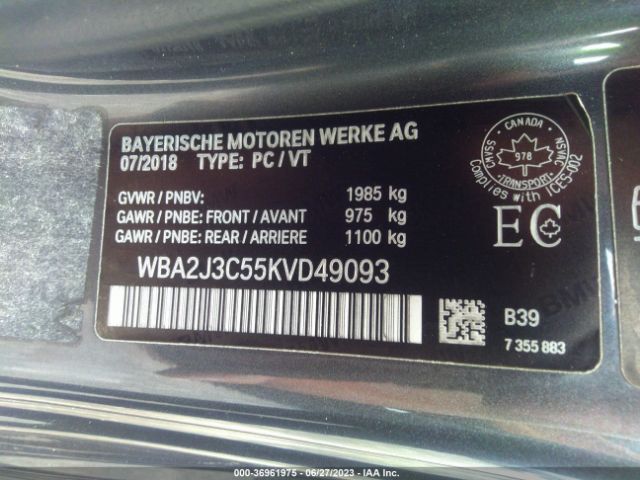 BAYERISCHE MOTOREN WERKE AG
07/2018 TYPE: PC / VT
GVWR / PNBV: 1985 kg
GAWR / PNBE: FRONT / AVANT 975 kg
GAWR / PNBE: REAR / ARRIERE 1100 kg
WBA2J3C55KVD49093
CANADA
CMVSS
NSVAC
978
TRANSPORT
Complies with ICES-002
EC
B39
7 355 883
000-36961975 - 06/27/2023 - IAA Inc.